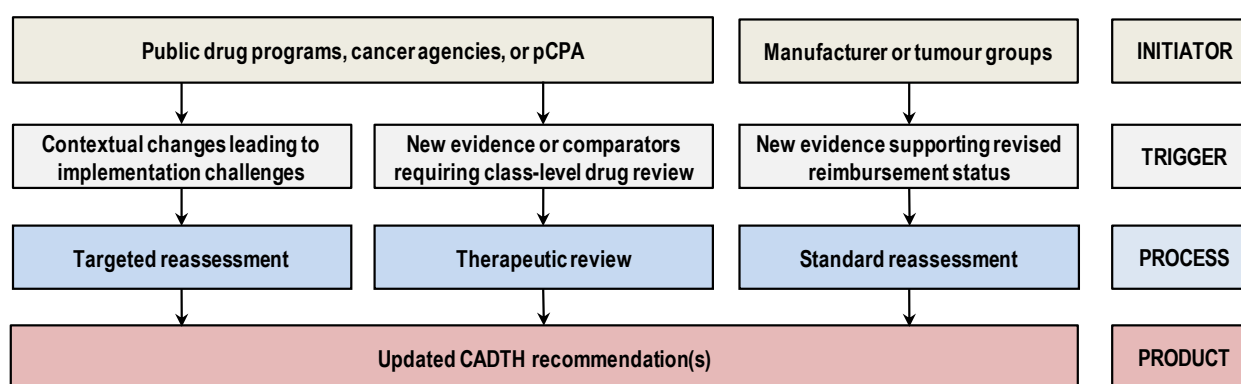 Public drug programs, cancer agencies, or pCPA
Manufacturer or tumour groups
INITIATOR
Contextual changes leading to
implementation challenges
New evidence or comparators
requiring class-level drug review
New evidence supporting revised
reimbursement status
TRIGGER
Targeted reassessment
Therapeutic review
Standard reassessment
PROCESS
Updated CADTH recommendation(s)
PRODUCT